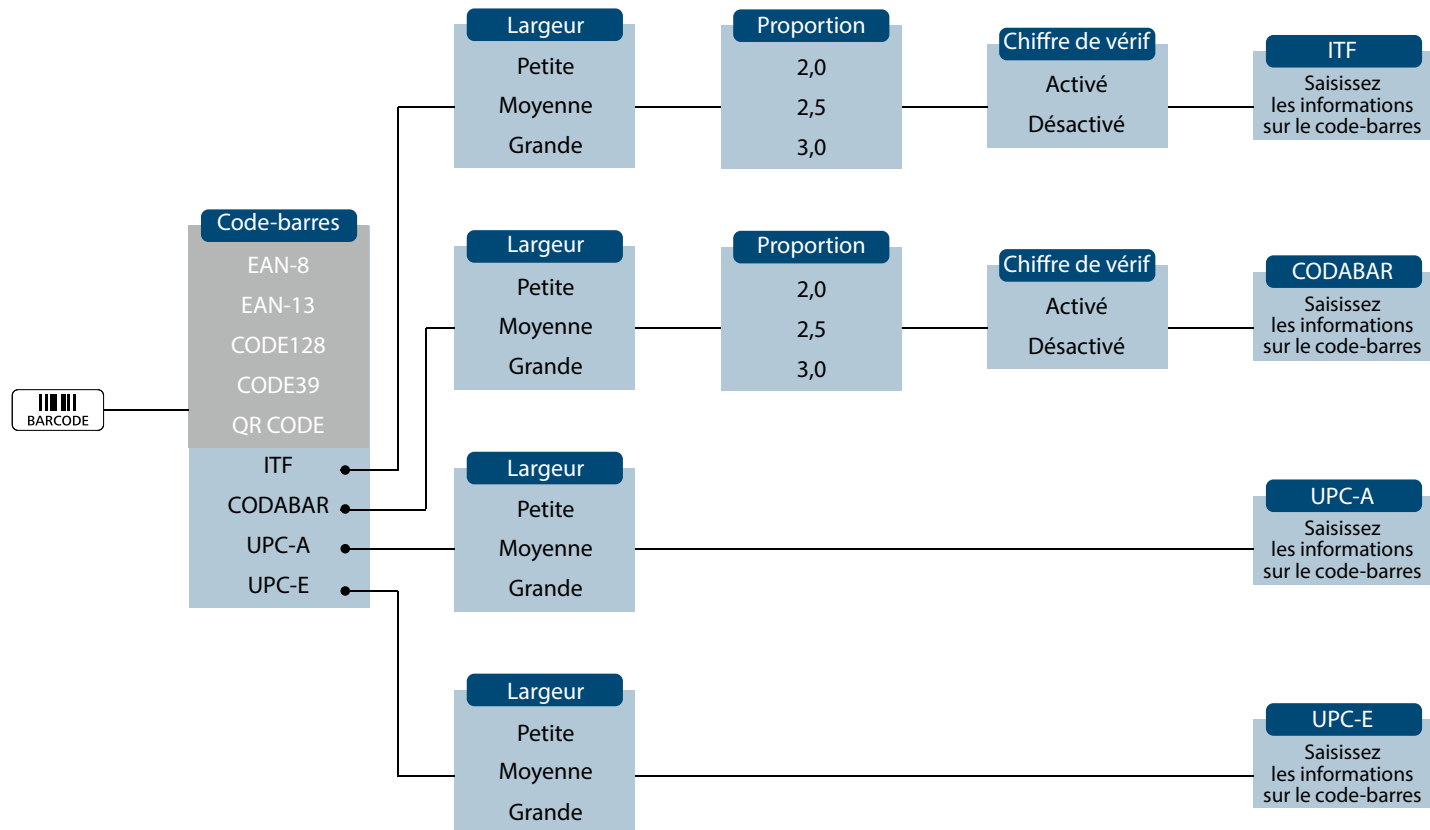 BARCODE
Code-barres
EAN-8
EAN-13
CODE128
CODE39
QR CODE
ITF
CODABAR
UPC-A
UPC-E
Largeur
Petite
Moyenne
Grande
Proportion
2,0
2,5
3,0
Chiffre de vérif
Activé
Désactivé
ITF
Saisissez
les informations
sur le code-barres
Largeur
Petite
Moyenne
Grande
Proportion
2,0
2,5
3,0
Chiffre de vérif
Activé
Désactivé
CODABAR
Saisissez
les informations
sur le code-barres
Largeur
Petite
Moyenne
Grande
UPC-A
Saisissez
les informations
sur le code-barres
Largeur
Petite
Moyenne
Grande
UPC-E
Saisissez
les informations
sur le code-barres